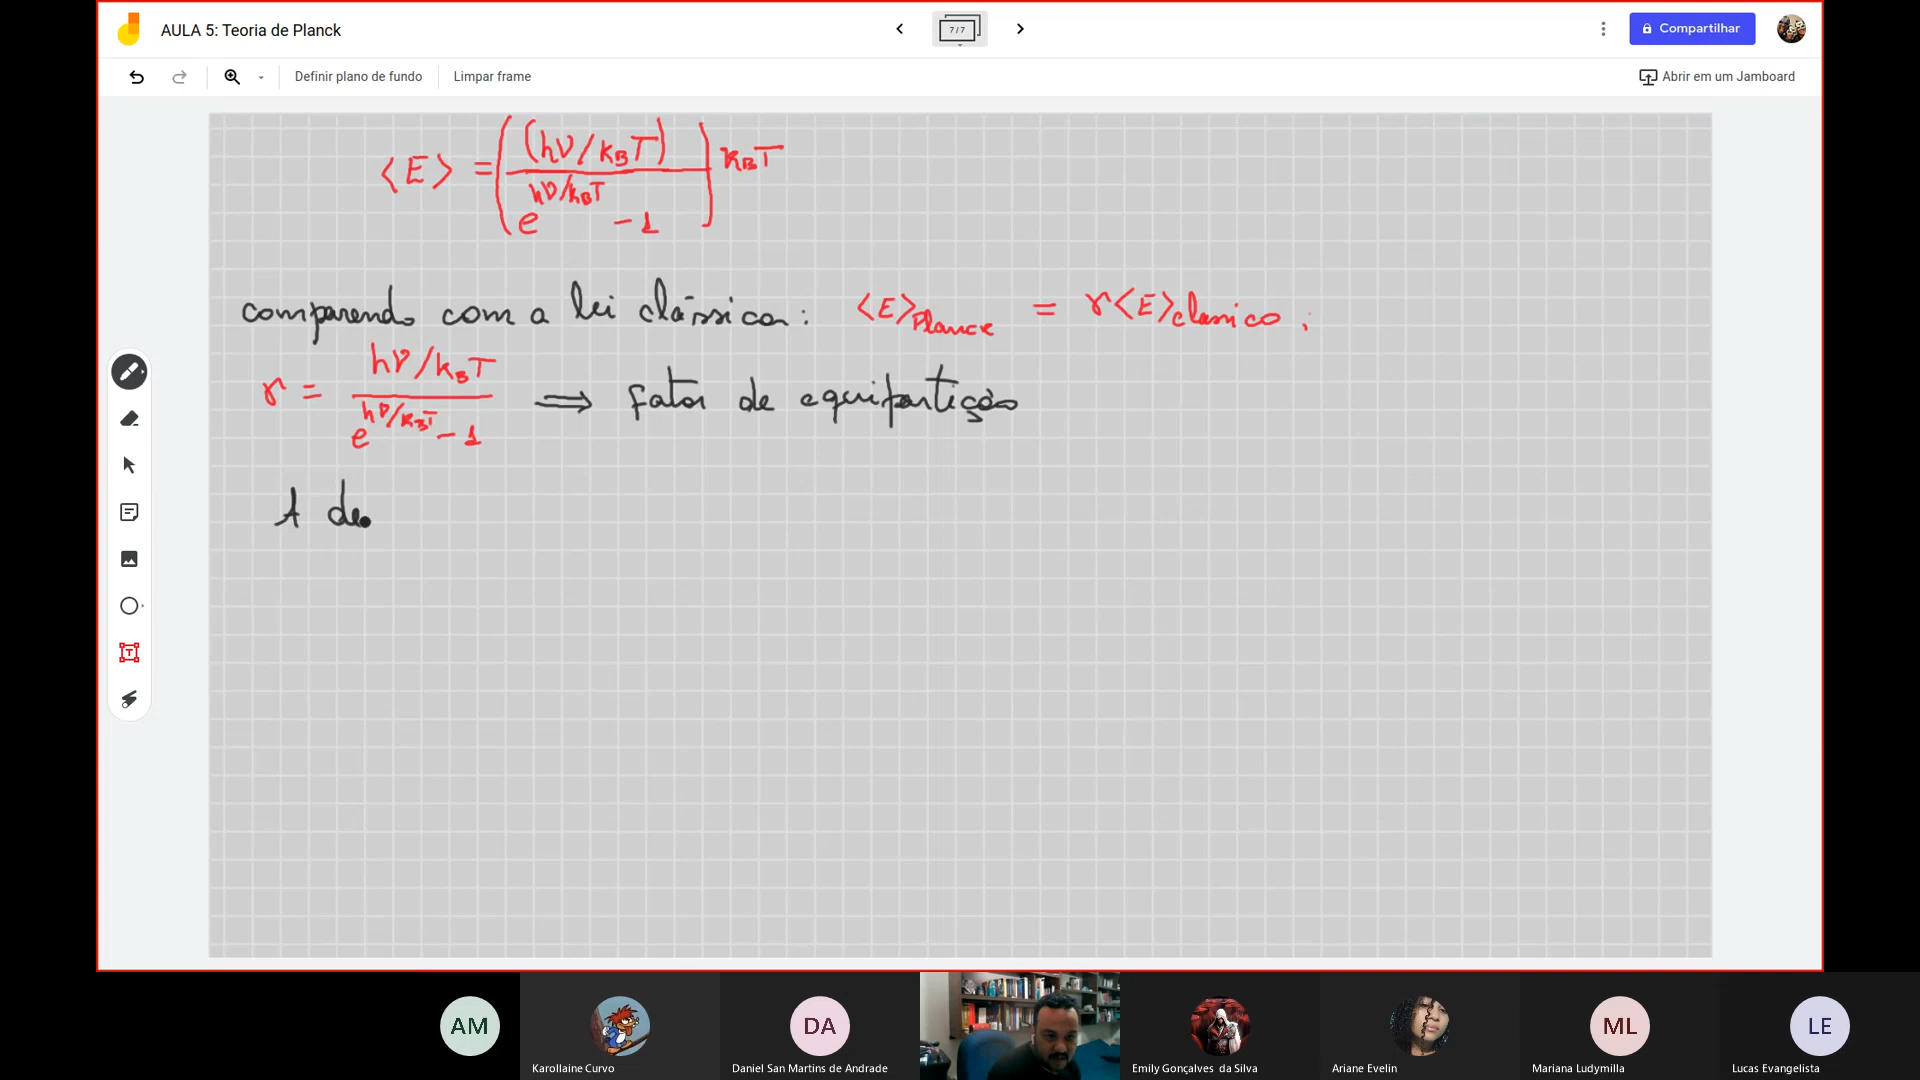 AULA 5: Teoria de Planck
7/7
Compartilhar
Definir plano de fundo
Limpar frame
Abrir em um Jamboard
⟨E⟩ = ( (hν/k_BT) / (e^{hν/k_BT} - 1) ) k_BT
comparendo com a lei clássica: ⟨E⟩_Planck = r⟨E⟩_classico ;
r = (hν/k_BT) / (e^{hν/k_BT} - 1) ⟹ fator de equipartição
A de
AM
Karollaine Curvo
DA
Daniel San Martins de Andrade
Emily Gonçalves da Silva
Ariane Evelin
ML
Mariana Ludymilla
LE
Lucas Evangelista